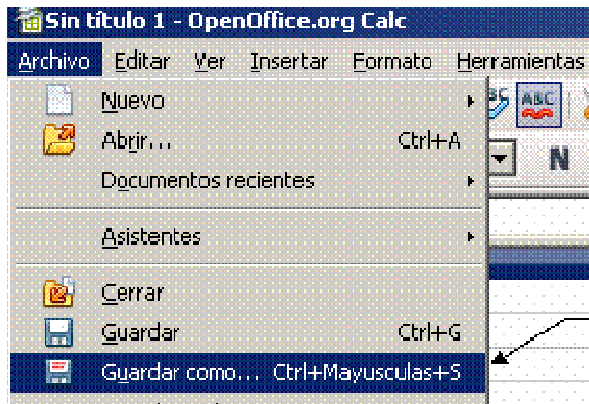 Sin título 1 - OpenOffice.org Calc
Archivo Editar Ver Insertar Formato Herramientas
Nuevo
ABC
Abrir... Ctrl+A
N
Documentos recientes
Asistentes
Cerrar
Guardar Ctrl+G
Guardar como... Ctrl+Mayusculas+S